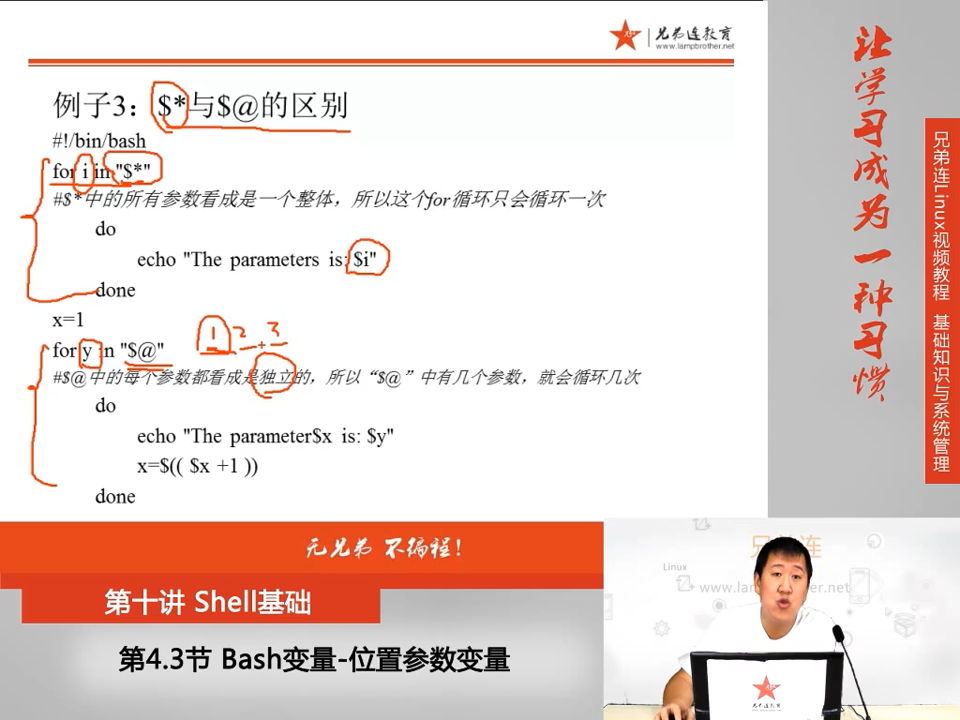 兄弟连教育
www.lampbrother.net
例子3：$*与$@的区别
#!/bin/bash
for i in "$*"
#$*中的所有参数看成是一个整体，所以这个for循环只会循环一次
do
echo "The parameters is: $i"
done
x=1
1 2 3
for y in "$@"
#$@中的每个参数都看成是独立的，所以“$@”中有几个参数，就会循环几次
do
echo "The parameter$x is: $y"
x=$(( $x +1 ))
done
让学习成为一种习惯
兄弟连Linux视频教程 基础知识与系统管理
无兄弟 不编程！
第十讲 Shell基础
第4.3节 Bash变量-位置参数变量
Linux